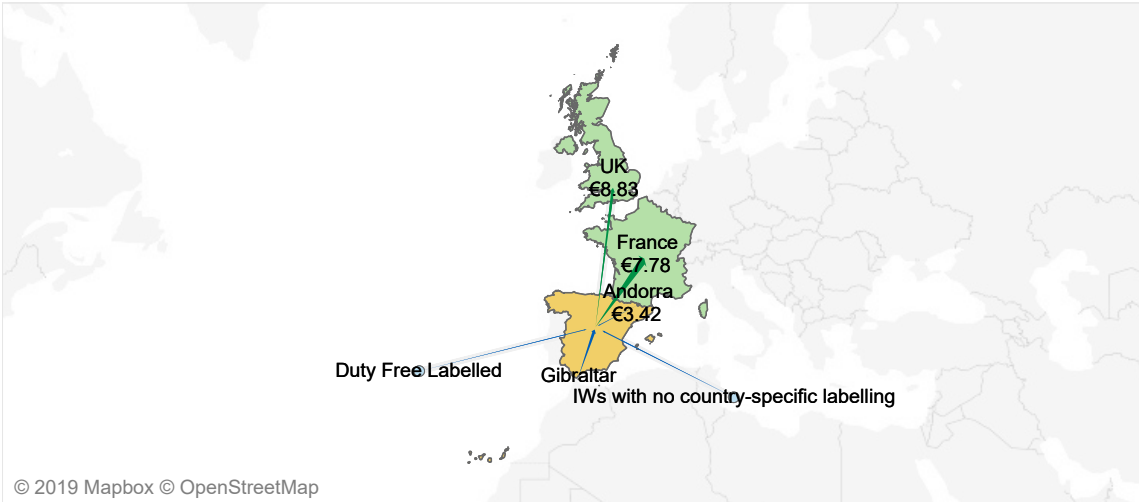 UK
€8.83
France
€7.78
Andorra
€3.42
Duty Free Labelled
Gibraltar
IWs with no country-specific labelling
© 2019 Mapbox © OpenStreetMap